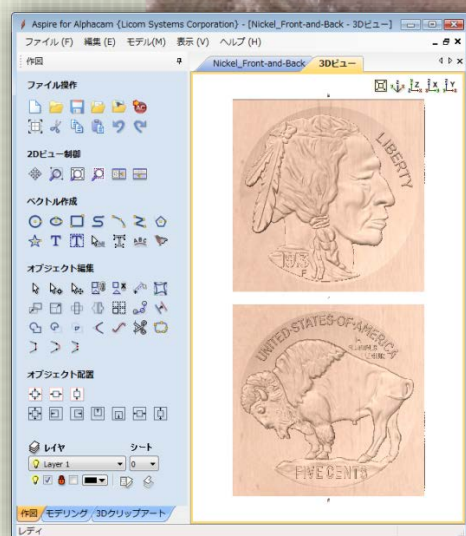 Aspire for Alphacam {Licom Systems Corporation} - [Nickel_Front-and-Back - 3Dビュー]
ファイル (F) 編集 (E) モデル(M) 表示 (V) ヘルプ (H)
作図
Nickel_Front-and-Back 3Dビュー
ファイル操作
2Dビュー制御
ベクトル作成
オブジェクト編集
オブジェクト配置
レイヤ シート
Layer 1 0
作図 モデリング 3Dクリップアート
レディ
LIBERTY
F
UNITED·STATES·OF·AMERICA
FIVE CENTS